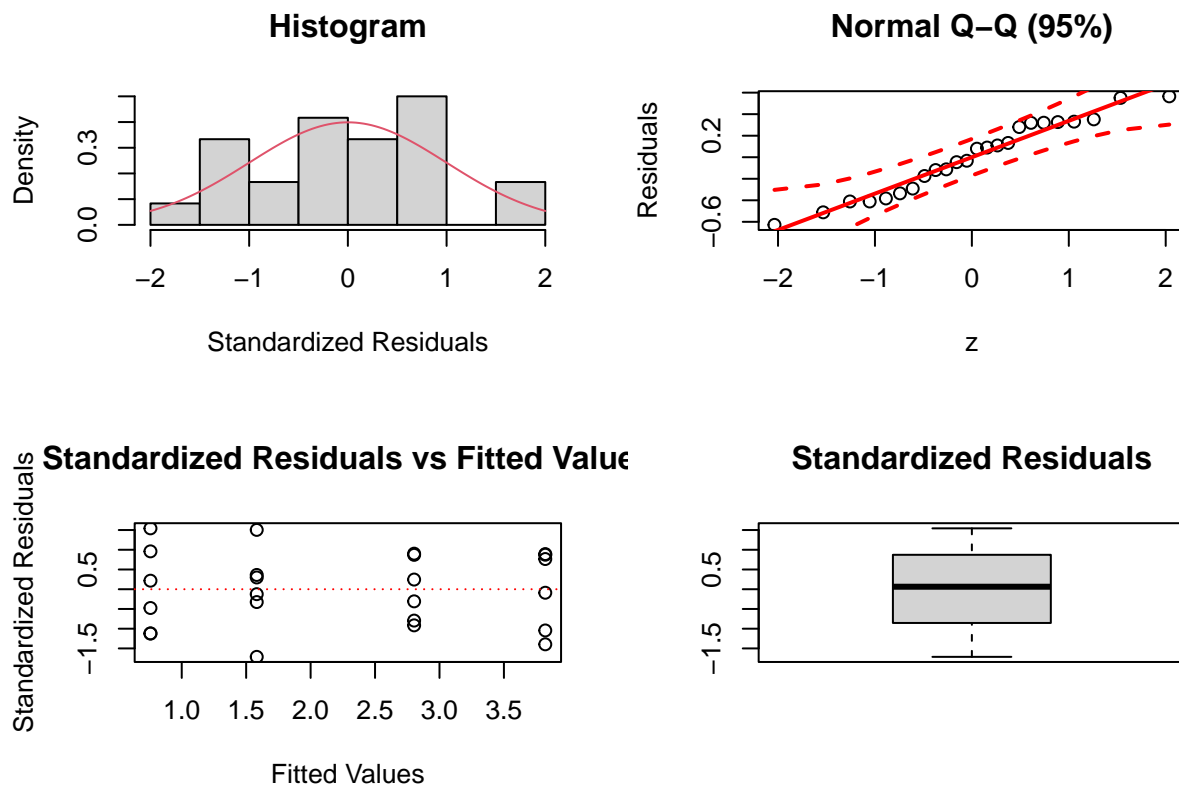 Histogram
Density
0.0
0.3
−2
−1
0
1
2
Standardized Residuals
Normal Q−Q (95%)
Residuals
−0.6
0.2
−2
−1
0
1
2
z
Standardized Residuals vs Fitted Value
Standardized Residuals
−1.5
0.5
1.0
1.5
2.0
2.5
3.0
3.5
Fitted Values
Standardized Residuals
−1.5
0.5